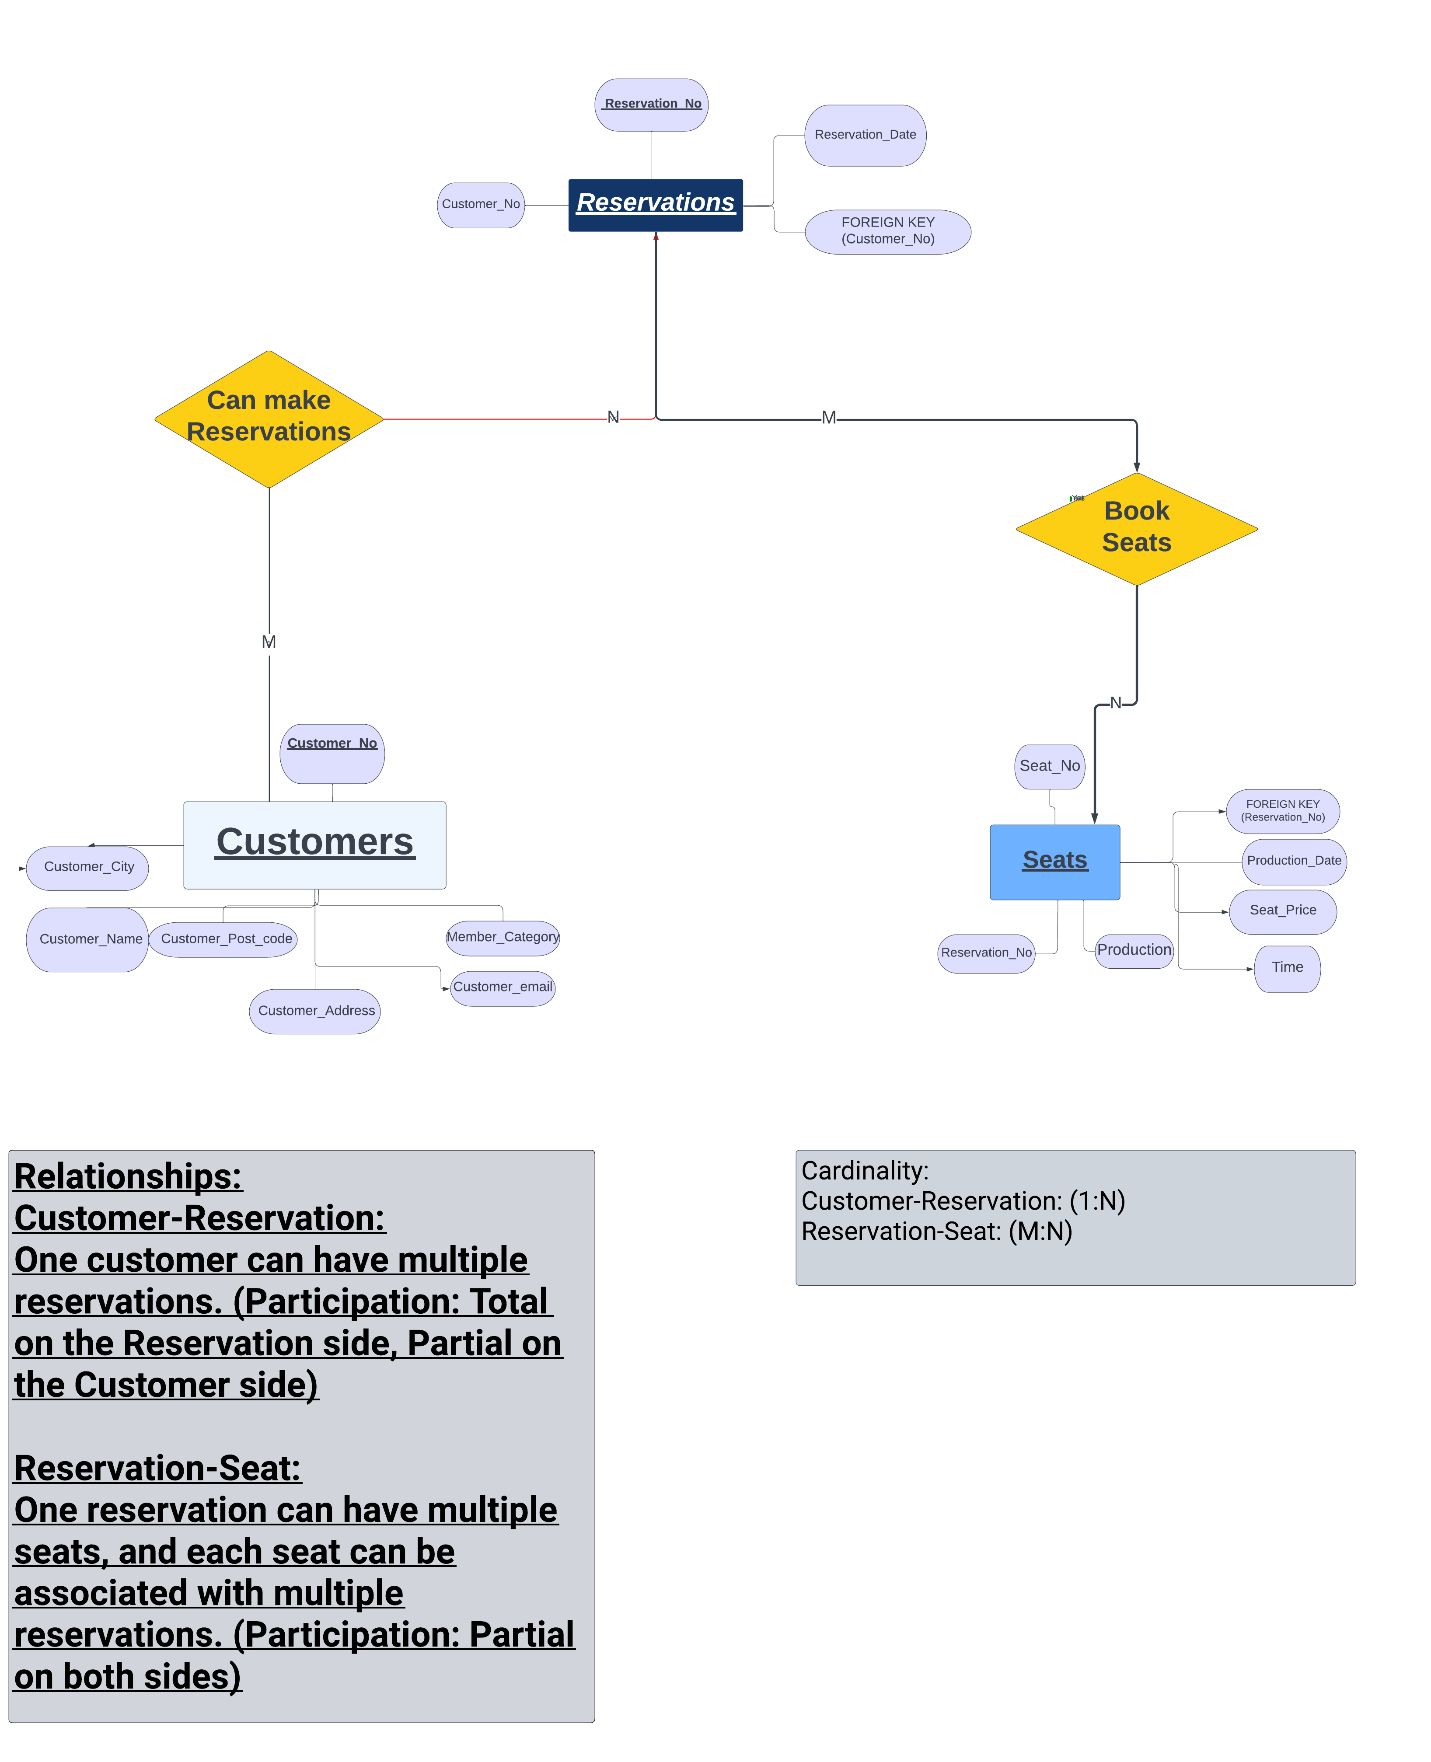 Reservation_No
Reservation_Date
Customer_No
Reservations
FOREIGN KEY
(Customer_No)
Can make
Reservations
N
M
Book
Seats
M
N
Customer_No
Seat_No
Customers
Seats
FOREIGN KEY
(Reservation_No)
Customer_City
Production_Date
Seat_Price
Customer_Name
Customer_Post_code
Member_Category
Reservation_No
Production
Time
Customer_email
Customer_Address
Relationships:
Customer-Reservation:
One customer can have multiple
reservations. (Participation: Total
on the Reservation side, Partial on
the Customer side)
Reservation-Seat:
One reservation can have multiple
seats, and each seat can be
associated with multiple
reservations. (Participation: Partial
on both sides)
Cardinality:
Customer-Reservation: (1:N)
Reservation-Seat: (M:N)